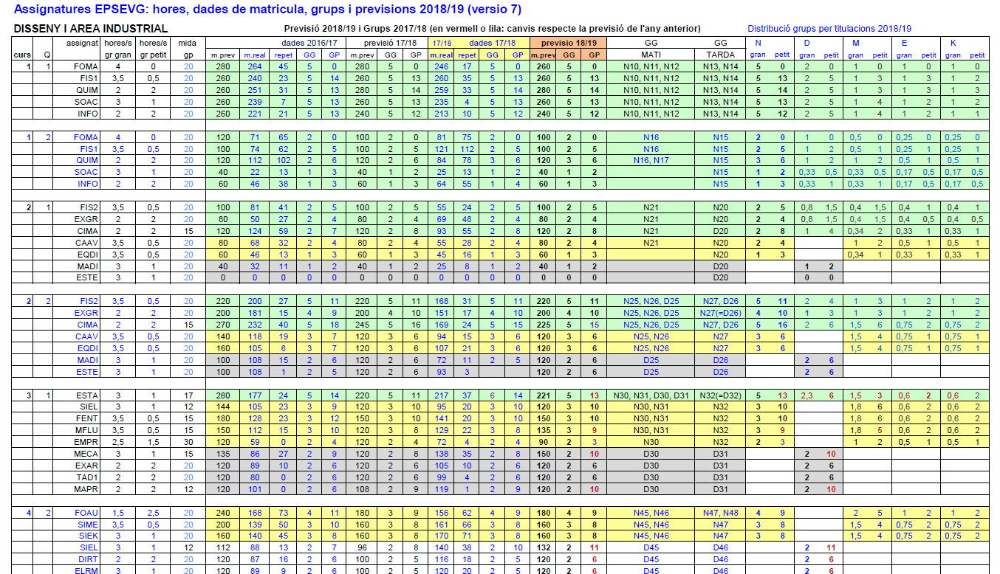 Assignatures EPSEVG: hores, dades de matricula, grups i previsions 2018/19 (versio 7)
DISSENY I AREA INDUSTRIAL Previsió 2018/19 i Grups 2017/18 (en vermell o lila: canvis respecte la previsió de l'any anterior) Distribució grups per titulacions 2018/19
assignat hores/s hores/s mida dades 2016/17 previsió 17/18 17/18 dades 17/18 previsio 18/19 GG GG N D M E K
curs Q gr gran gr petit gp m.prev m.real repet GG GP m.prev GG GP m.real repet GG GP m.prev GG GP MATI TARDA gran petit gran petit gran petit gran petit gran petit
1 1 FOMA 4 0 20 280 264 45 5 0 280 5 0 246 17 5 0 260 5 0 N10, N11, N12 N13, N14 5 0 2 0 1 0 1 0 1 0
FIS1 3,5 0,5 20 260 240 23 5 14 260 5 13 260 35 5 13 260 5 13 N10, N11, N12 N13, N14 5 13 2 5 1 3 1 3 1 2
QUIM 2 2 20 260 251 31 5 13 280 5 14 259 33 5 14 280 5 14 N10, N11, N12 N13, N14 5 14 2 5 1 3 1 3 1 3
SOAC 3 1 20 260 239 7 5 13 260 5 13 235 4 5 13 260 5 13 N10, N11, N12 N13, N14 5 13 2 5 1 4 1 2 1 2
INFO 2 2 20 260 221 21 5 13 240 5 12 213 10 5 12 240 5 12 N10, N11, N12 N13, N14 5 12 2 5 1 4 1 2 1 1
1 2 FOMA 4 0 20 120 71 65 2 0 100 2 0 81 75 2 0 100 2 0 N16 N15 2 0 1 0 0,5 0 0,25 0 0,25 0
FIS1 3,5 0,5 20 100 74 62 2 5 100 2 5 121 112 2 5 100 2 5 N16 N15 2 5 1 2 0,5 1 0,25 1 0,25 1
QUIM 2 2 20 120 112 102 2 6 120 2 6 84 78 3 6 120 3 6 N16, N17 N15 3 6 1 2 1 2 0,5 1 0,5 1
SOAC 3 1 20 40 22 13 1 3 40 1 2 25 13 1 2 40 1 2 N15 1 2 0,33 0,5 0,33 0,5 0,17 0,5 0,17 0,5
INFO 2 2 20 60 46 38 1 3 60 1 3 64 55 1 4 60 1 3 N15 1 3 0,33 1 0,33 1 0,17 0,5 0,17 0,5
2 1 FIS2 3,5 0,5 20 100 81 41 2 5 100 2 5 55 24 2 5 100 2 5 N21 N20 2 5 0,8 1,5 0,4 1,5 0,4 1 0,4 1
EXGR 2 2 20 80 50 27 2 4 80 2 4 69 48 2 4 80 2 4 N21 N20 2 4 0,8 1,5 0,4 1,5 0,4 0,5 0,4 0,5
CIMA 2 2 15 120 124 59 2 7 120 2 8 93 55 2 8 120 2 8 N21 D20 2 8 1 4 0,34 2 0,33 1 0,33 1
CAAV 3,5 0,5 20 80 68 32 2 4 80 2 4 55 28 2 4 80 2 4 N21 N20 2 4 1 2 0,5 1 0,5 1
EQDI 3,5 0,5 20 60 46 13 1 3 60 1 3 45 16 1 3 60 1 3 N20 1 3 0,34 1 0,33 1 0,33 1
MADI 3 1 20 40 32 11 1 2 40 1 2 25 8 1 2 40 1 2 D20 1 2
ESTE 3 1 20 0 0 0 0 0 0 0 0 0 0 0 0 0 0 0 D20 0 0
2 2 FIS2 3,5 0,5 20 220 200 27 5 11 220 5 11 168 31 5 11 220 5 11 N25, N26, D25 N27, D26 5 11 2 4 1 3 1 2 1 2
EXGR 2 2 20 200 181 15 4 9 200 4 10 151 17 4 10 200 4 10 N25, N26, D25 N27(=D26) 4 10 1 3 1 3 1 2 1 2
CIMA 2 2 15 270 232 40 5 18 245 5 16 169 24 5 15 225 5 15 N25, N26, D25 N27, D26 5 16 2 6 1,5 6 0,75 2 0,75 2
CAAV 3,5 0,5 20 140 118 19 3 7 120 3 6 94 15 3 6 120 3 6 N25, N26 N27 3 6 1,5 4 0,75 1 0,75 1
EQDI 3,5 0,5 20 160 105 6 3 7 120 3 6 107 21 3 6 120 3 6 N25, N26 N27 3 6 1,5 4 0,75 1 0,75 1
MADI 3 1 20 100 108 15 2 6 120 2 6 72 11 2 5 120 2 6 D25 D26 2 6
ESTE 3 1 20 100 108 1 2 5 120 2 6 93 3 120 2 6 D25 D26 2 6
3 1 ESTA 3 1 17 280 177 24 5 14 220 5 11 217 37 6 14 221 5 13 N30, N31, D30, D31 N32(=D32) 5 13 2,3 6 1,5 3 0,6 2 0,6 2
SIEL 3 1 12 144 105 23 3 9 120 3 10 95 20 3 10 120 3 10 N30, N31 N32 3 10 1,8 6 0,6 2 0,6 2
FENT 3,5 0,5 15 180 128 23 3 12 150 3 10 141 20 3 10 150 3 10 N30, N31 N32 3 10 1,8 6 0,6 2 0,6 2
MFLU 3,5 0,5 15 150 112 15 3 10 120 3 8 129 22 3 8 135 3 9 N30, N31 N32 3 9 1,8 5 0,6 2 0,6 2
EMPR 2,5 1,5 30 120 59 0 2 4 120 2 4 72 4 2 4 90 2 3 N30 N32 2 3 1 2 0,5 1 0,5 1
MECA 3 1 15 135 86 27 2 9 120 2 8 138 35 2 8 150 2 10 D30 D31 2 10
EXAR 2 2 20 120 89 10 2 6 120 2 6 105 10 2 6 120 2 6 D30 D31 2 6
TAD1 2 2 20 120 80 0 2 6 120 2 6 99 4 2 6 120 2 6 D30 D31 2 6
MAPR 2 2 12 120 101 0 2 6 108 2 9 119 1 2 9 120 2 10 D30 D31 2 10
4 2 FOAU 1,5 2,5 20 240 168 73 4 11 180 3 9 156 62 4 9 180 4 9 N45, N46 N47, N48 4 9 2 5 1 2 1 2
SIME 3,5 0,5 20 200 139 50 3 10 160 3 8 161 66 3 8 160 3 8 N45, N46 N47 3 8 1,5 4 0,75 2 0,75 2
SIEK 3 1 20 160 140 45 3 8 160 3 8 170 71 3 8 160 3 8 N45, N46 N47 3 8 1,5 4 0,75 2 0,75 2
SIEL 3 1 12 112 88 13 2 7 96 2 8 140 38 2 10 132 2 11 D45 D46 2 11
DIRT 2 2 20 120 87 16 2 6 100 2 5 116 18 2 5 120 2 6 D45 D46 2 6
ELRM 3 1 20 120 89 9 2 6 100 2 5 120 20 2 5 120 2 6 D45 D46 2 6